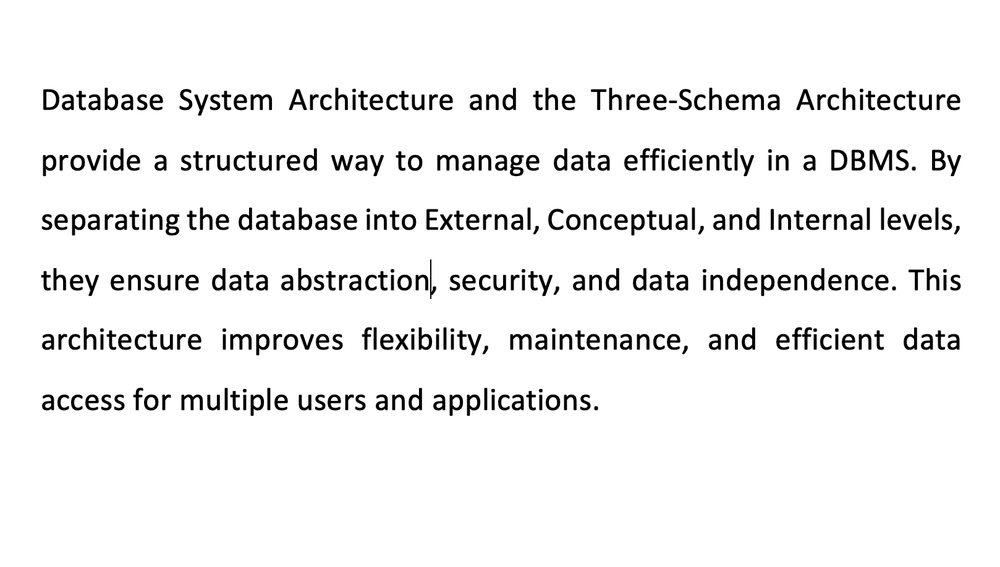 Database System Architecture and the Three-Schema Architecture
provide a structured way to manage data efficiently in a DBMS. By
separating the database into External, Conceptual, and Internal levels,
they ensure data abstraction, security, and data independence. This
architecture improves flexibility, maintenance, and efficient data
access for multiple users and applications.